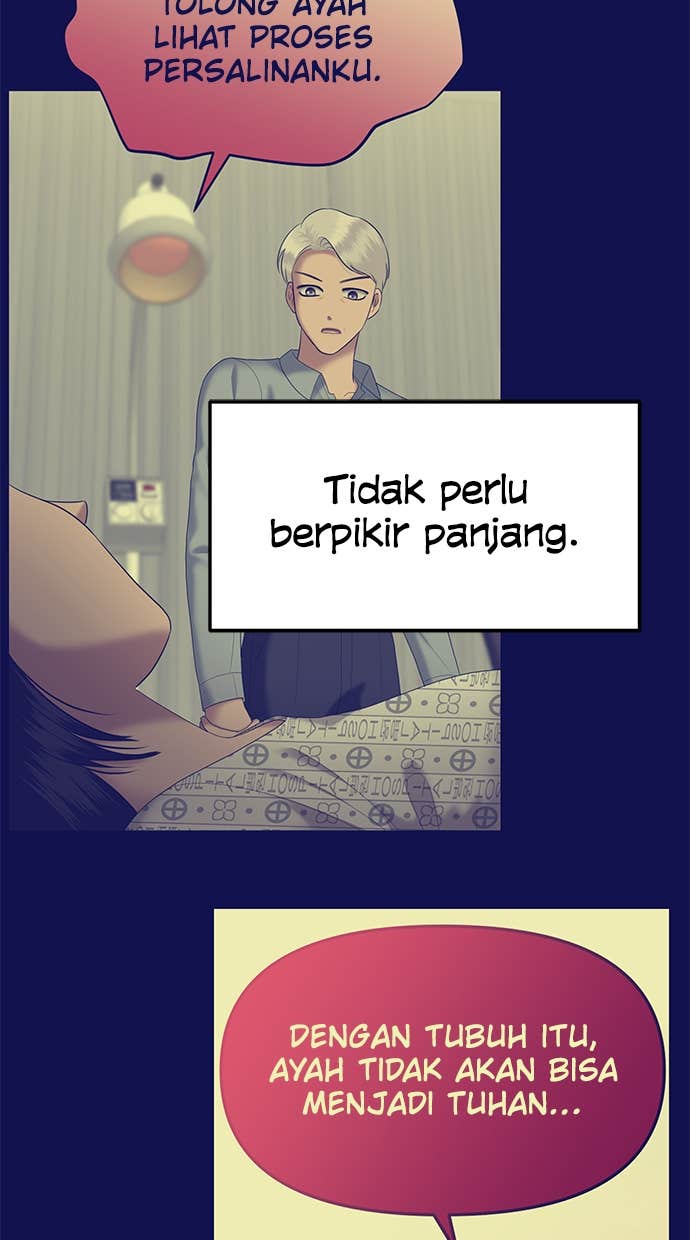 TOLONG AYAH
LIHAT PROSES
PERSALINANKU.
Tidak perlu
berpikir panjang.
DENGAN TUBUH ITU,
AYAH TIDAK AKAN BISA
MENJADI TUHAN...